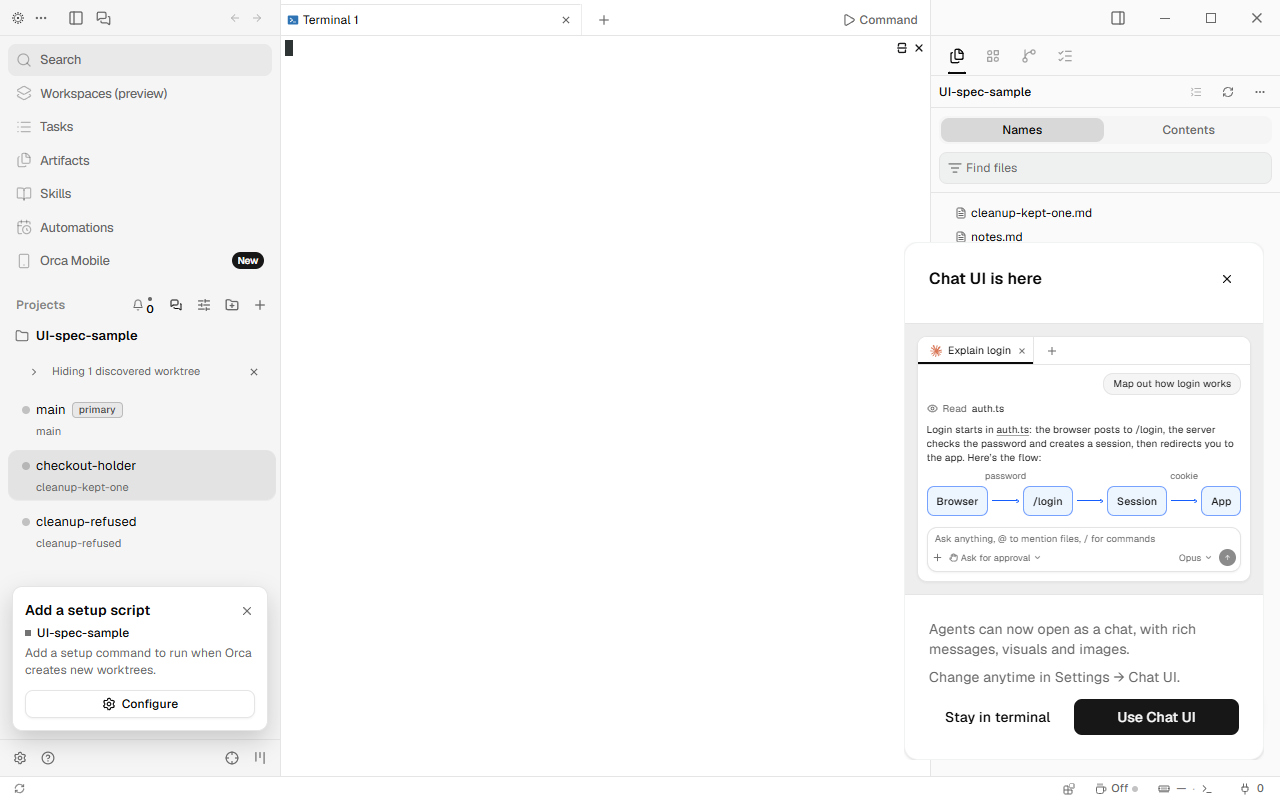 Search
Workspaces (preview)
Tasks
Artifacts
Skills
Automations
Orca Mobile
New
Projects
0
UI-spec-sample
Hiding 1 discovered worktree
main
primary
main
checkout-holder
cleanup-kept-one
cleanup-refused
cleanup-refused
Add a setup script
UI-spec-sample
Add a setup command to run when Orca
creates new worktrees.
Configure
Terminal 1
Command
UI-spec-sample
Names
Contents
Find files
cleanup-kept-one.md
notes.md
Chat UI is here
Explain login
Map out how login works
Read auth.ts
Login starts in auth.ts: the browser posts to /login, the server
checks the password and creates a session, then redirects you to
the app. Here's the flow:
password
cookie
Browser
/login
Session
App
Ask anything, @ to mention files, / for commands
Ask for approval
Opus
Agents can now open as a chat, with rich
messages, visuals and images.
Change anytime in Settings → Chat UI.
Stay in terminal
Use Chat UI
Off
0